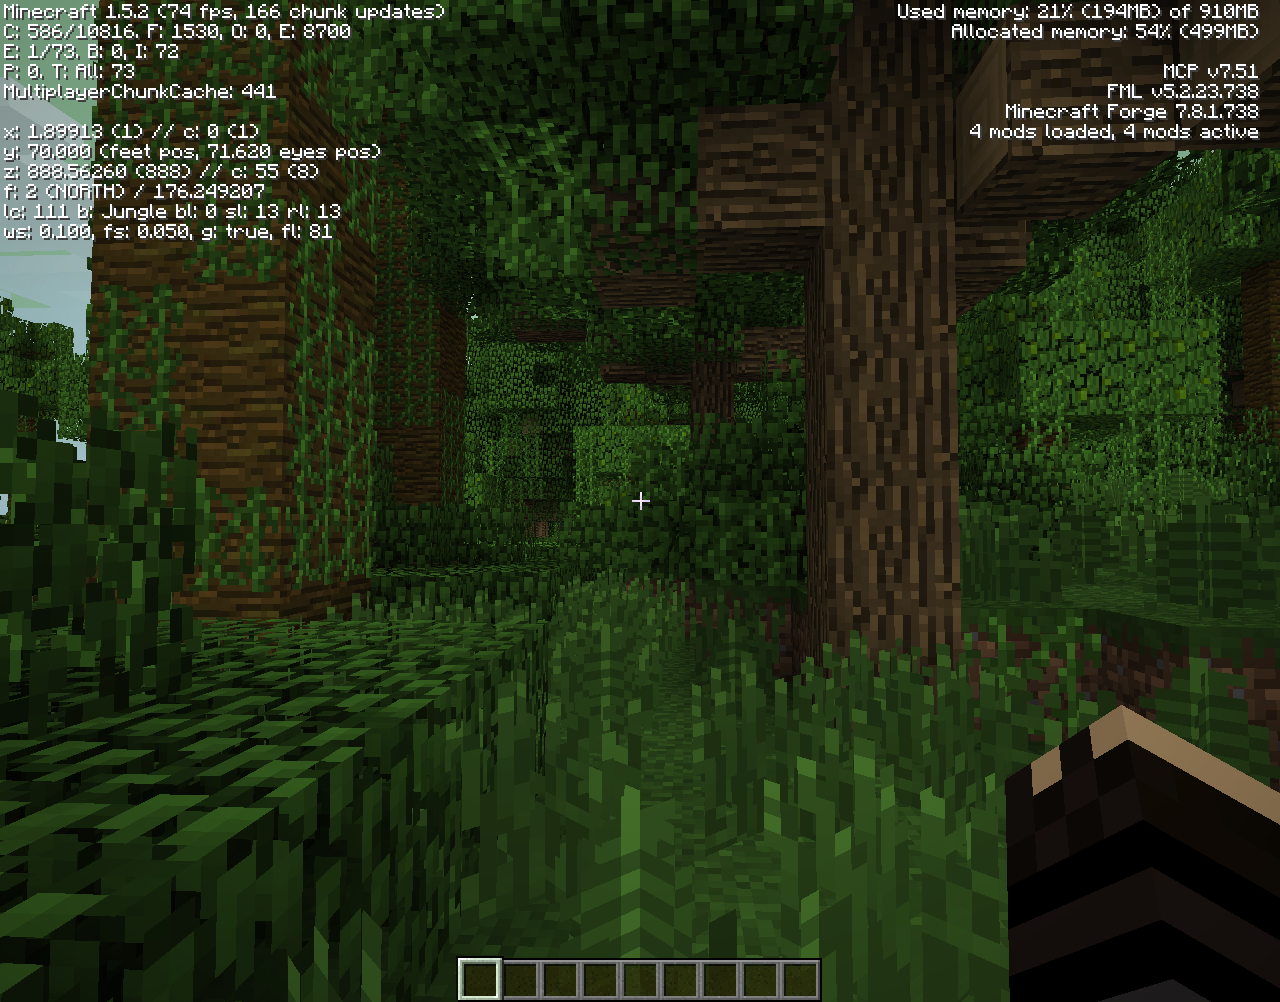 Minecraft 1.5.2 (74 fps, 166 chunk updates)
C: 586/10816. F: 1530, O: 0, E: 8700
E: 1/73. B: 0, I: 72
P: 0. T: All: 73
MultiplayerChunkCache: 441
x: 1.89913 (1) // c: 0 (1)
y: 70.000 (feet pos, 71.620 eyes pos)
z: 888.56260 (888) // c: 55 (8)
f: 2 (NORTH) / 176.249207
lc: 111 b: Jungle bl: 0 sl: 13 rl: 13
ws: 0.100, fs: 0.050, g: true, fl: 81
Used memory: 21% (194MB) of 910MB
Allocated memory: 54% (499MB)
MCP v7.51
FML v5.2.23.738
Minecraft Forge 7.8.1.738
4 mods loaded, 4 mods active